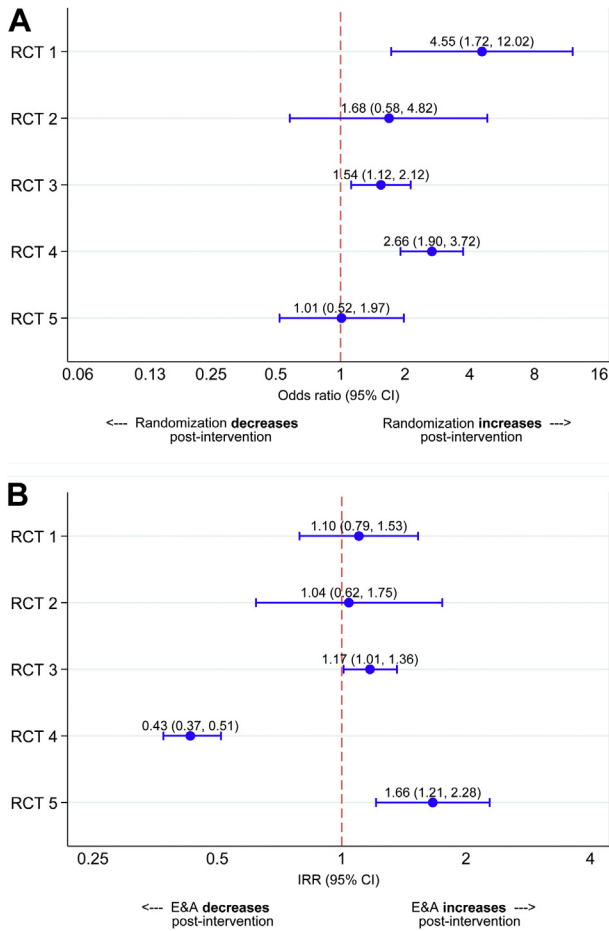 A
RCT 1
4.55 (1.72, 12.02)
RCT 2
1.68 (0.58, 4.82)
RCT 3
1.54 (1.12, 2.12)
RCT 4
2.66 (1.90, 3.72)
RCT 5
1.01 (0.52, 1.97)
0.06 0.13 0.25 0.5 1 2 4 8 16
Odds ratio (95% CI)
<--- Randomization decreases Randomization increases --->
post-intervention post-intervention
B
RCT 1
1.10 (0.79, 1.53)
RCT 2
1.04 (0.62, 1.75)
RCT 3
1.17 (1.01, 1.36)
RCT 4
0.43 (0.37, 0.51)
RCT 5
1.66 (1.21, 2.28)
0.25 0.5 1 2 4
IRR (95% CI)
<--- E&A decreases E&A increases --->
post-intervention post-intervention